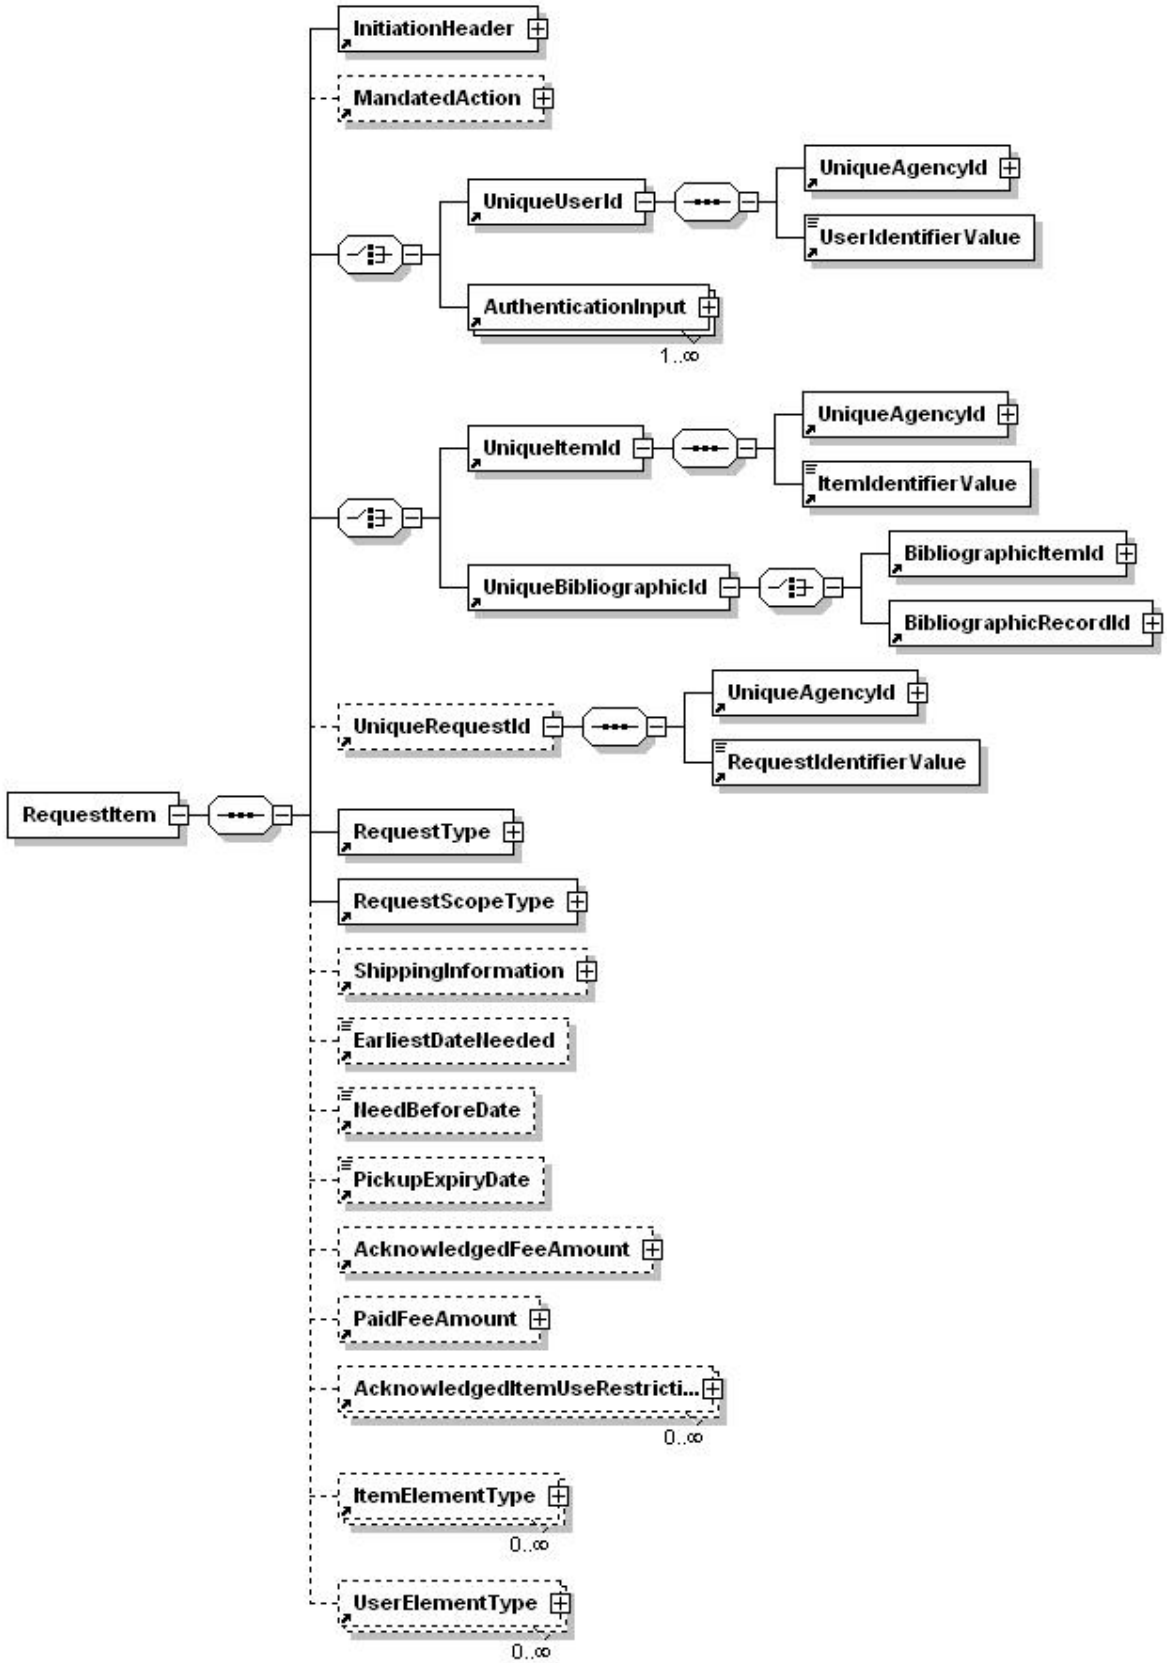 InitiationHeader
MandatedAction
UniqueUserId
UniqueAgencyId
UserIdentifierValue
AuthenticationInput
1..∞
UniqueItemId
UniqueAgencyId
ItemIdentifierValue
UniqueBibliographicId
BibliographicItemId
BibliographicRecordId
UniqueRequestId
UniqueAgencyId
RequestIdentifierValue
RequestItem
RequestType
RequestScopeType
ShippingInformation
EarliestDateNeeded
NeedBeforeDate
PickupExpiryDate
AcknowledgedFeeAmount
PaidFeeAmount
AcknowledgedItemUseRestricti...
0..∞
ItemElementType
0..∞
UserElementType
0..∞